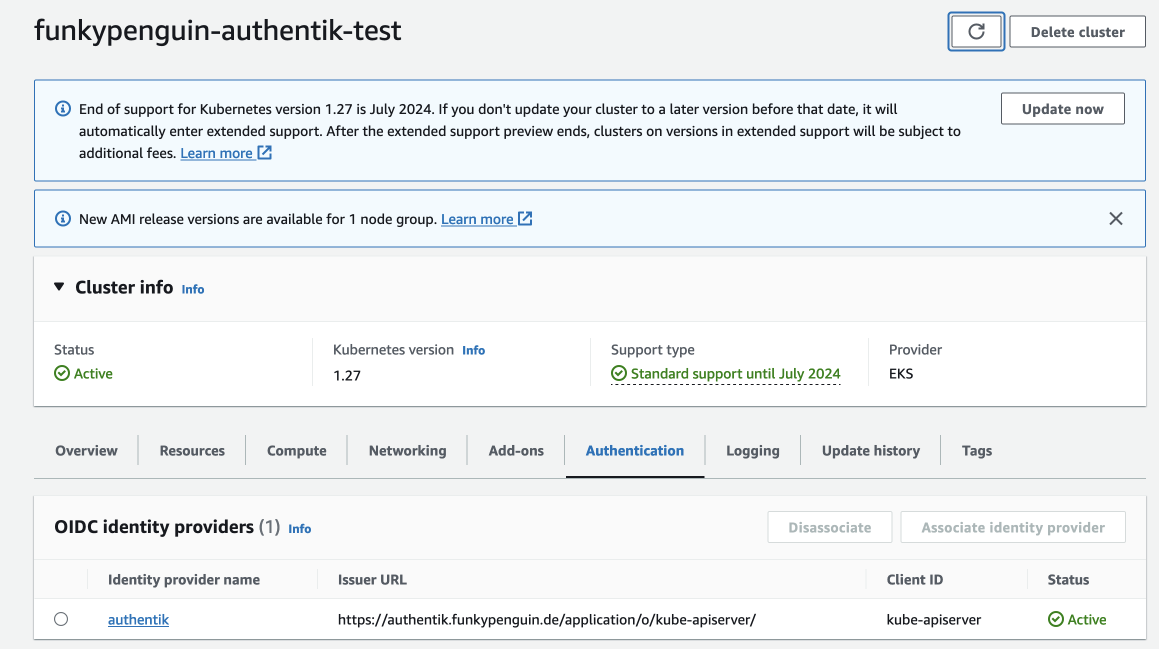 funkypenguin-authentik-test
Delete cluster
End of support for Kubernetes version 1.27 is July 2024. If you don't update your cluster to a later version before that date, it will
automatically enter extended support. After the extended support preview ends, clusters on versions in extended support will be subject to
additional fees. Learn more
Update now
New AMI release versions are available for 1 node group. Learn more
Cluster info Info
Status
Active
Kubernetes version Info
1.27
Support type
Standard support until July 2024
Provider
EKS
Overview Resources Compute Networking Add-ons Authentication Logging Update history Tags
OIDC identity providers (1) Info
Disassociate Associate identity provider
Identity provider name Issuer URL Client ID Status
authentik https://authentik.funkypenguin.de/application/o/kube-apiserver/ kube-apiserver Active